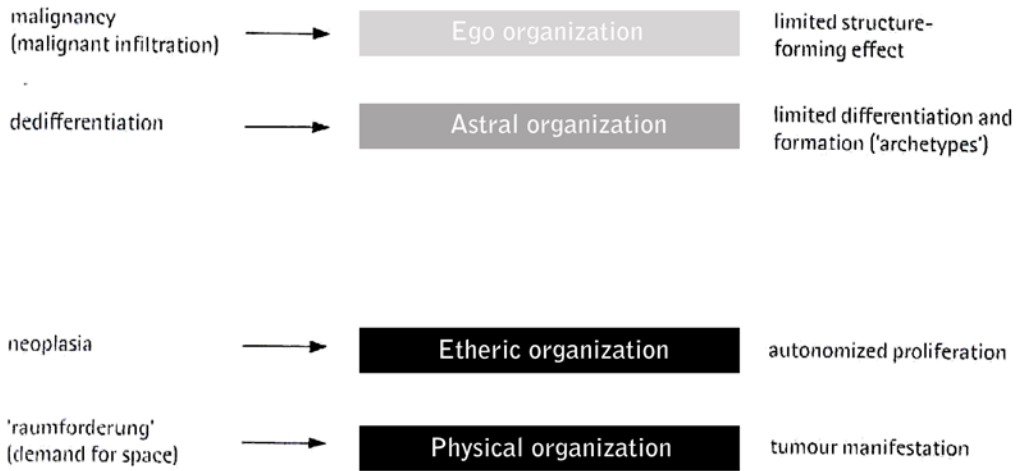 malignancy
(malignant infiltration)
Ego organization
limited structure-
forming effect
dedifferentiation
Astral organization
limited differentiation and
formation ('archetypes')
neoplasia
Etheric organization
autonomized proliferation
'raumforderung'
(demand for space)
Physical organization
tumour manifestation